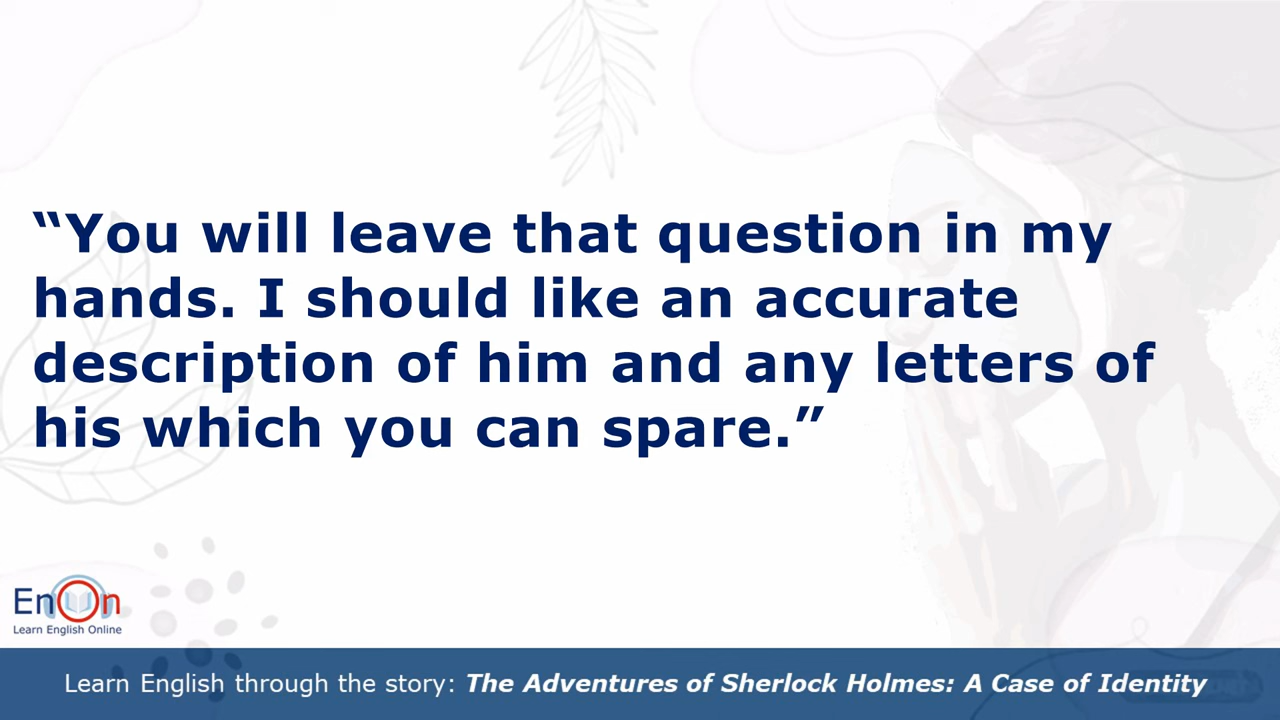 “You will leave that question in my
hands. I should like an accurate
description of him and any letters of
his which you can spare.”
EnOn
Learn English Online
Learn English through the story: The Adventures of Sherlock Holmes: A Case of Identity